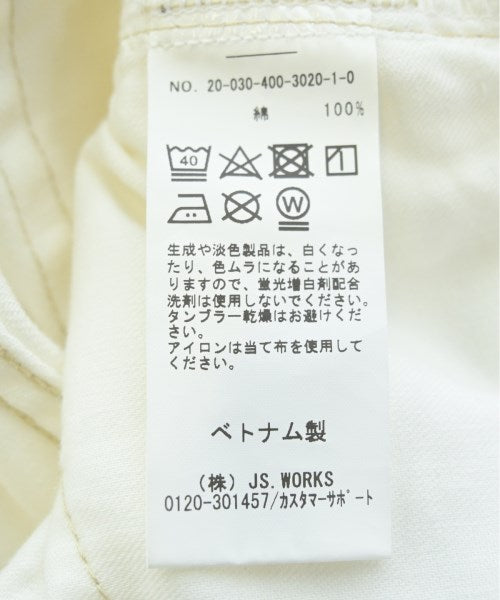 NO. 20-030-400-3020-1-0
綿 100%
40
W
生成や淡色製品は、白くなっ
たり、色ムラになることがあ
りますので、蛍光増白剤配合
洗剤は使用しないでください。
タンブラー乾燥はお避けくだ
さい。
アイロンは当て布を使用して
ください。
ベトナム製
(株) JS.WORKS
0120-301457/ｶｽﾀﾏｰｻﾎﾟｰﾄ